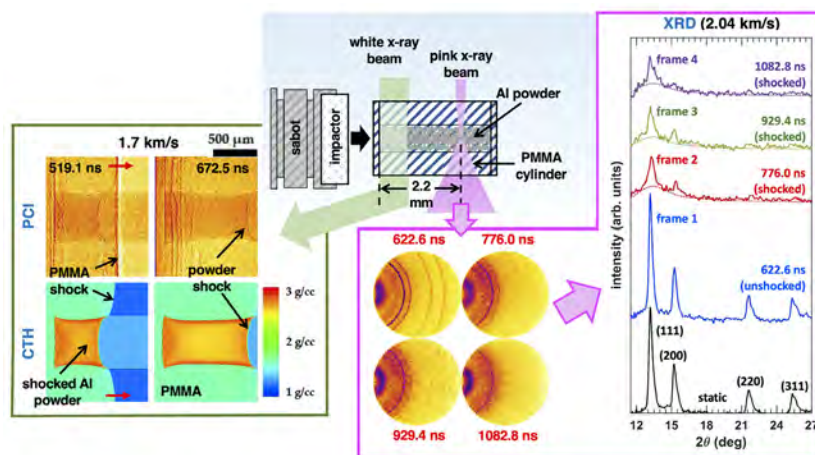 white x-ray
beam
pink x-ray
beam
Al powder
sabot
impactor
PMMA
cylinder
2.2
mm
1.7 km/s
500 μm
519.1 ns
672.5 ns
PCI
PMMA
shock
powder
shock
CTH
shocked Al
powder
PMMA
3 g/cc
2 g/cc
1 g/cc
622.6 ns
776.0 ns
929.4 ns
1082.8 ns
XRD (2.04 km/s)
frame 4
1082.8 ns
(shocked)
frame 3
929.4 ns
(shocked)
frame 2
776.0 ns
(shocked)
frame 1
622.6 ns
(unshocked)
(111)
(200)
static
(220)
(311)
intensity (arb. units)
12
15
18
21
24
27
2θ (deg)